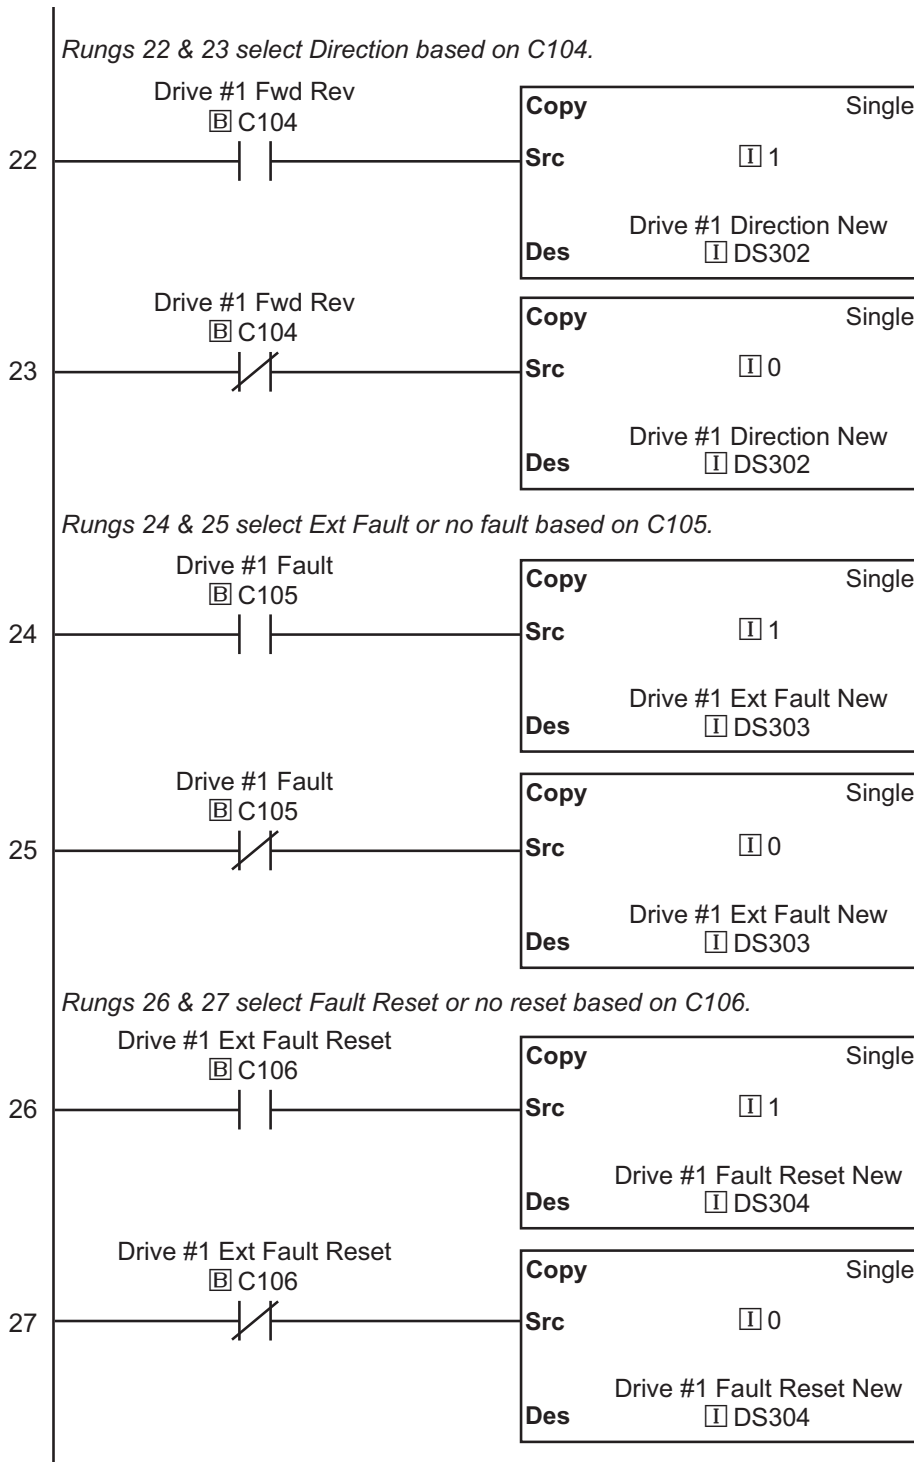 Rungs 22 & 23 select Direction based on C104.
Drive #1 Fwd Rev
B C104
22
Copy Single
Src I 1
Drive #1 Direction New
Des I DS302
Drive #1 Fwd Rev
B C104
23
Copy Single
Src I 0
Drive #1 Direction New
Des I DS302
Rungs 24 & 25 select Ext Fault or no fault based on C105.
Drive #1 Fault
B C105
24
Copy Single
Src I 1
Drive #1 Ext Fault New
Des I DS303
Drive #1 Fault
B C105
25
Copy Single
Src I 0
Drive #1 Ext Fault New
Des I DS303
Rungs 26 & 27 select Fault Reset or no reset based on C106.
Drive #1 Ext Fault Reset
B C106
26
Copy Single
Src I 1
Drive #1 Fault Reset New
Des I DS304
Drive #1 Ext Fault Reset
B C106
27
Copy Single
Src I 0
Drive #1 Fault Reset New
Des I DS304